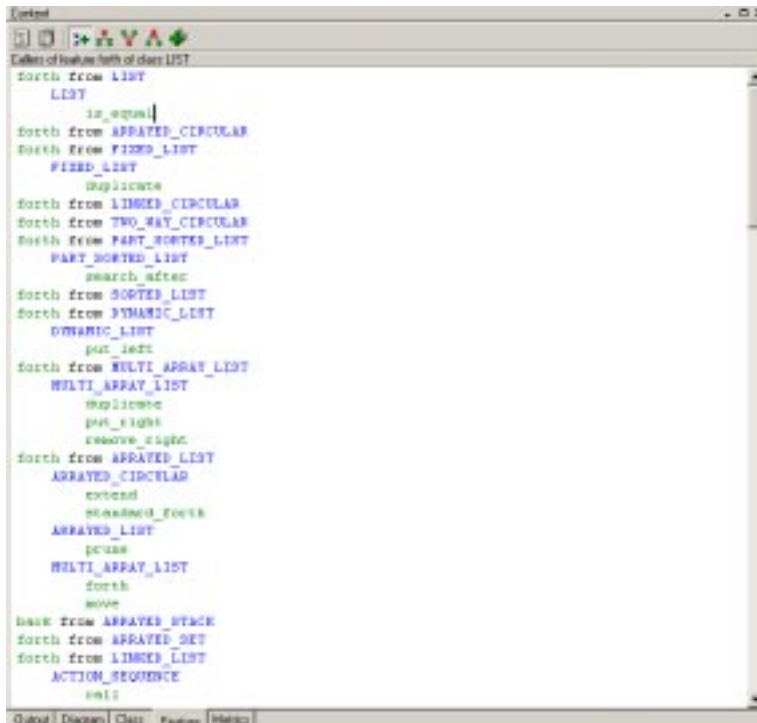 Context
Callers of feature forth of class LIST
forth from LIST
LIST
is_equal
forth from ARRAYED_CIRCULAR
forth from FIXED_LIST
FIXED_LIST
duplicate
forth from LINKED_CIRCULAR
forth from TWO_WAY_CIRCULAR
forth from PART_SORTED_LIST
PART_SORTED_LIST
search_after
forth from SORTED_LIST
forth from DYNAMIC_LIST
DYNAMIC_LIST
put_left
forth from MULTI_ARRAY_LIST
MULTI_ARRAY_LIST
duplicate
put_right
remove_right
forth from ARRAYED_LIST
ARRAYED_CIRCULAR
extend
standard_forth
ARRAYED_LIST
prune
MULTI_ARRAY_LIST
forth
move
back from ARRAYED_STACK
forth from ARRAYED_SET
forth from LINKED_LIST
ACTION_SEQUENCE
call
Output Diagram Class Feature Metrics